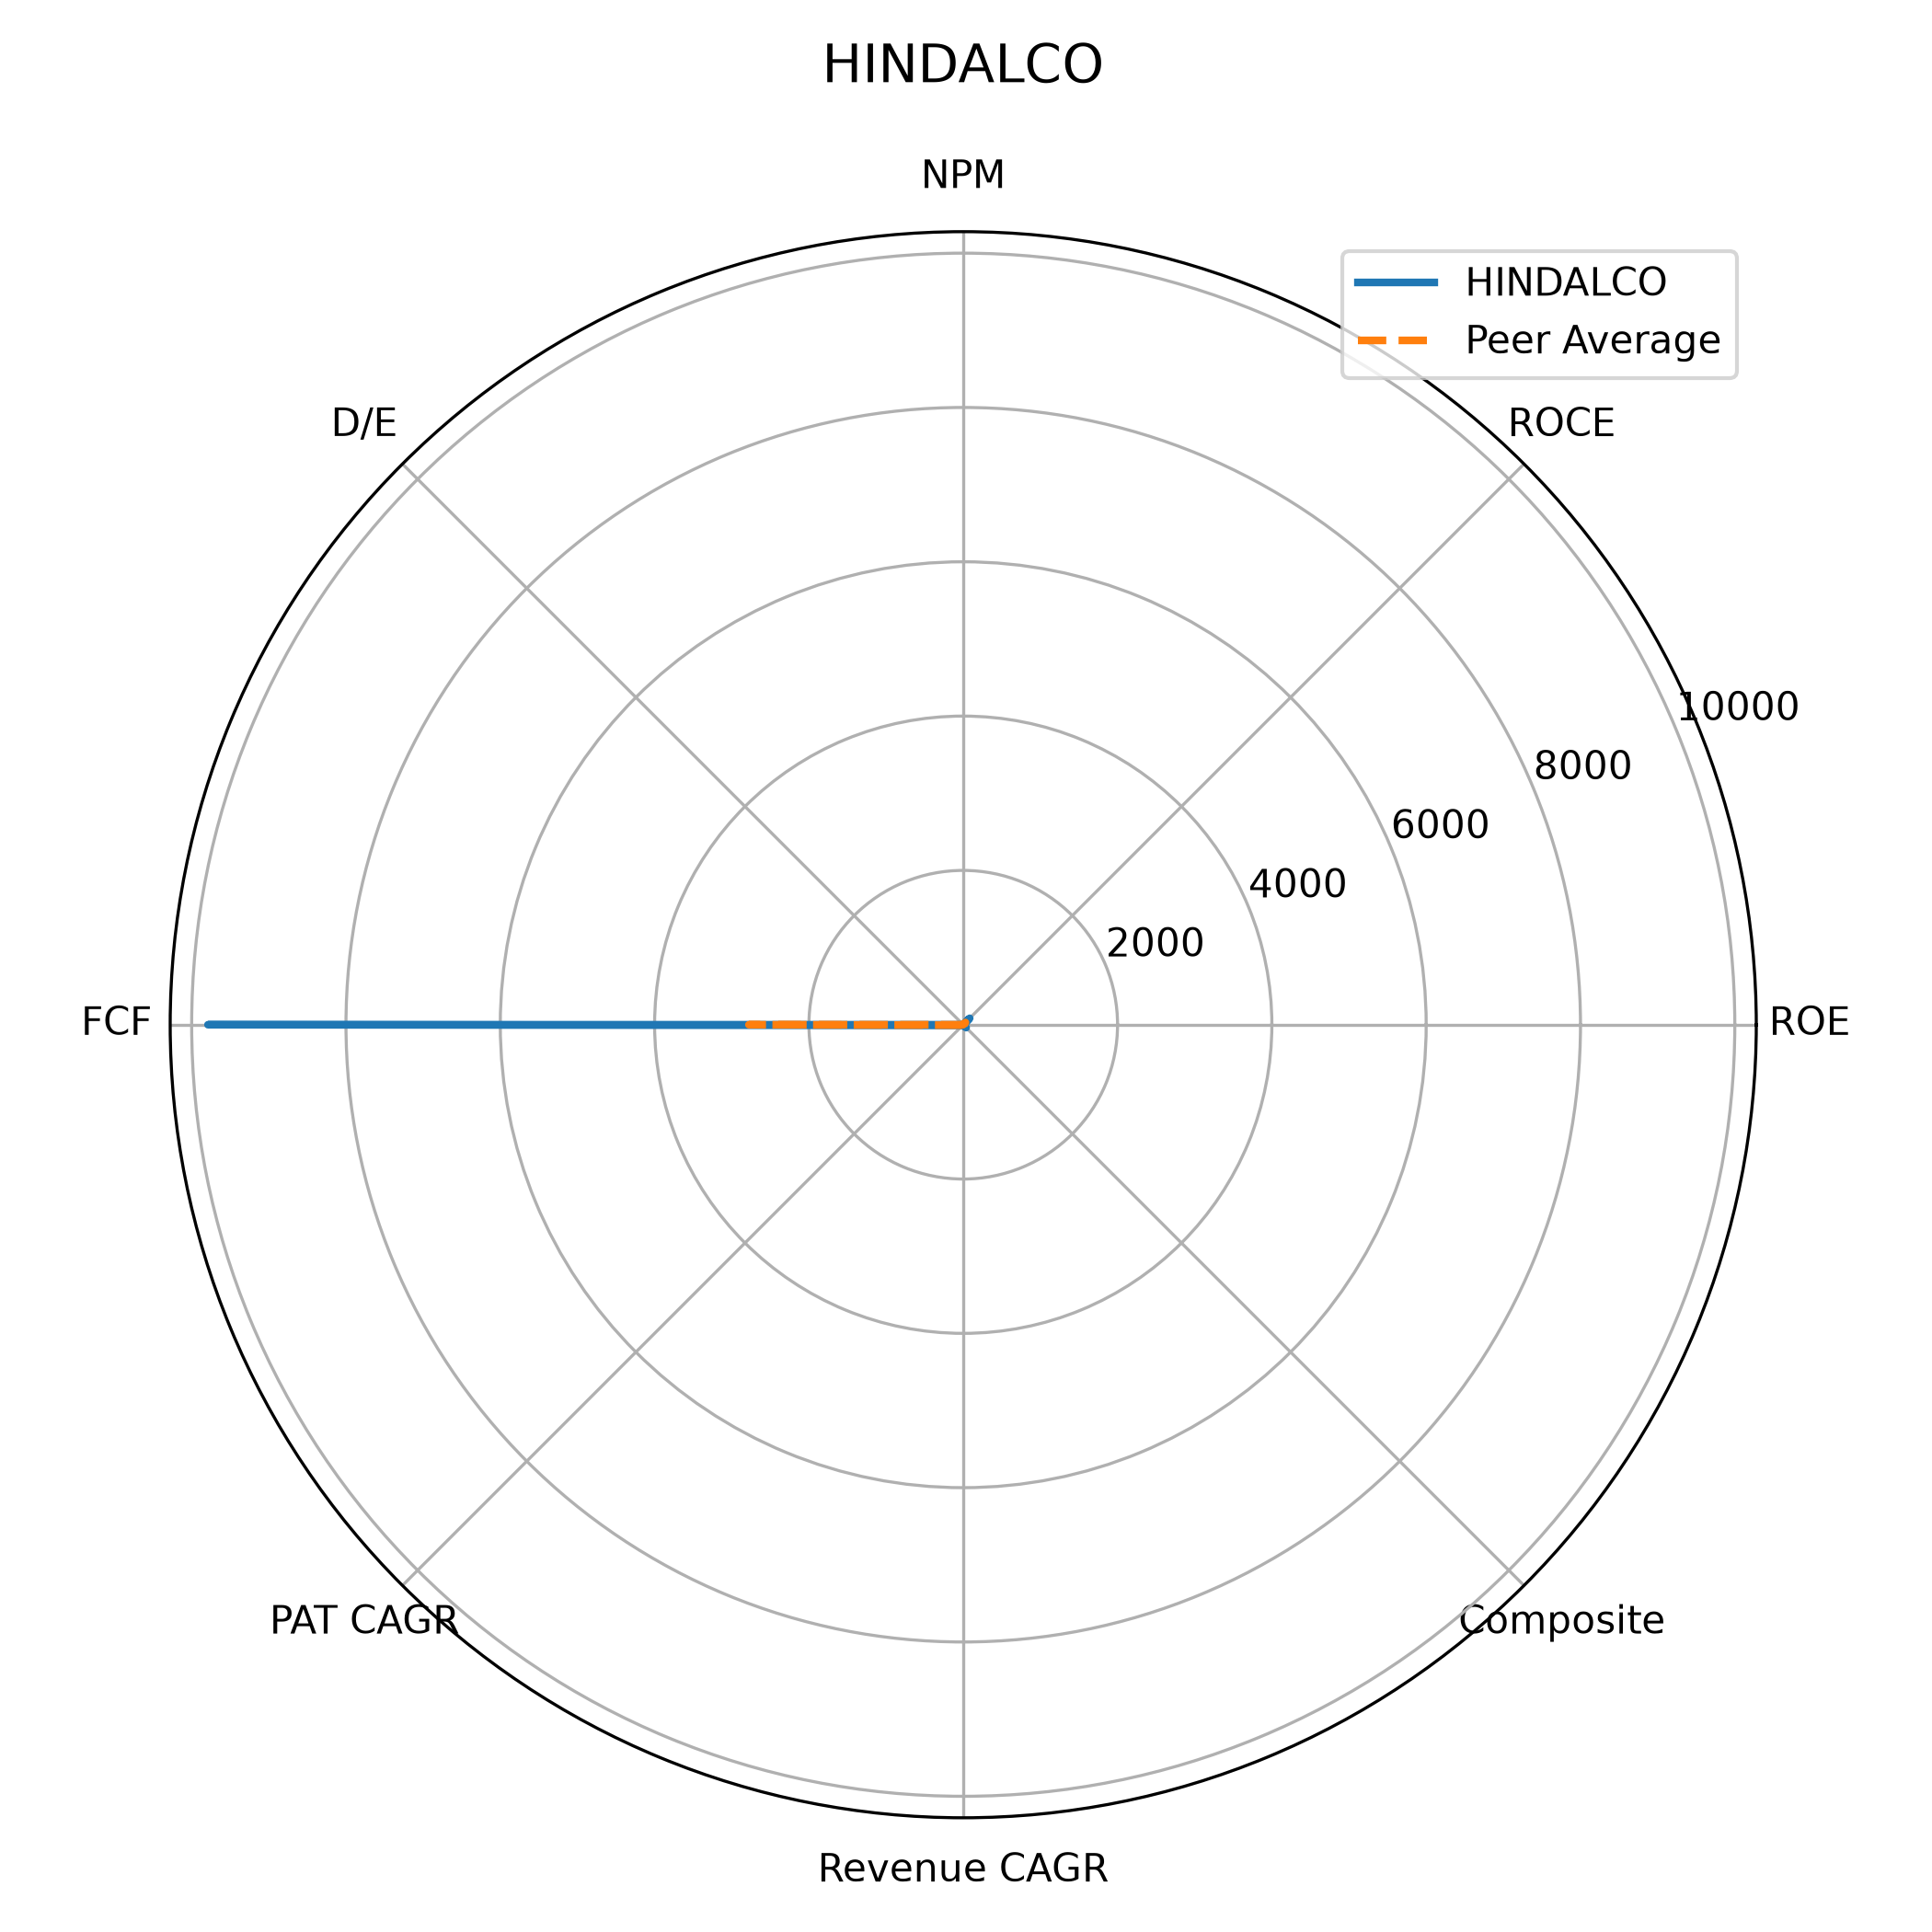 HINDALCO
NPM
HINDALCO
Peer Average
D/E
ROCE
10000
8000
6000
4000
2000
FCF
ROE
PAT CAGR
Composite
Revenue CAGR